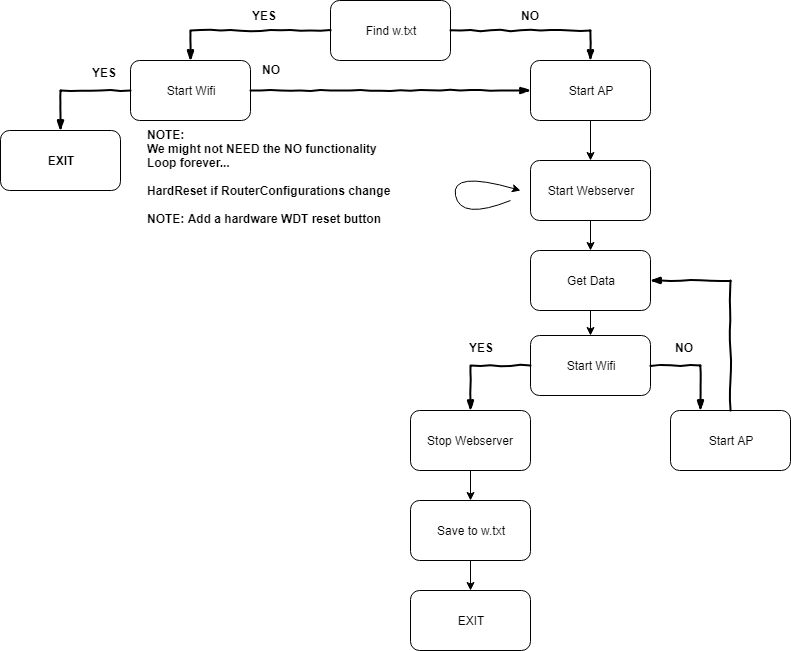 YES
Find w.txt
NO
YES
Start Wifi
NO
Start AP
EXIT
NOTE:
We might not NEED the NO functionality
Loop forever...
HardReset if RouterConfigurations change
NOTE: Add a hardware WDT reset button
Start Webserver
Get Data
YES
Start Wifi
NO
Stop Webserver
Start AP
Save to w.txt
EXIT